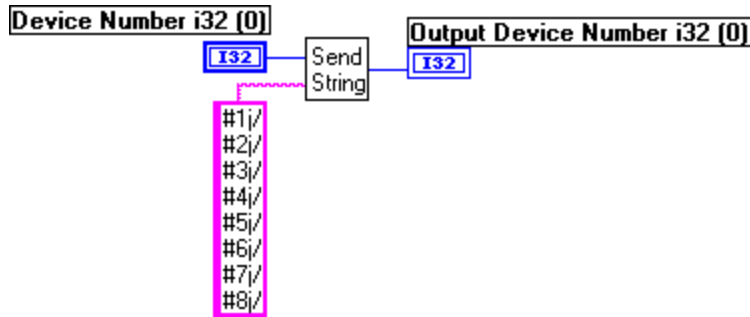 Device Number i32 (0)
Output Device Number i32 (0)
I32
Send
String
I32
#1j/
#2j/
#3j/
#4j/
#5j/
#6j/
#7j/
#8j/